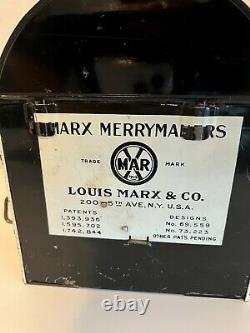 MARX MERRYMAKERS
TRADE MARK
MAR
LOUIS MARX & CO.
200-5TH AVE, N.Y. U.S.A.
PATENTS
1,393,936
1,595,702
1,742,844
DESIGNS
No. 69,559
No. 73,223
OTHER PATS. PENDING